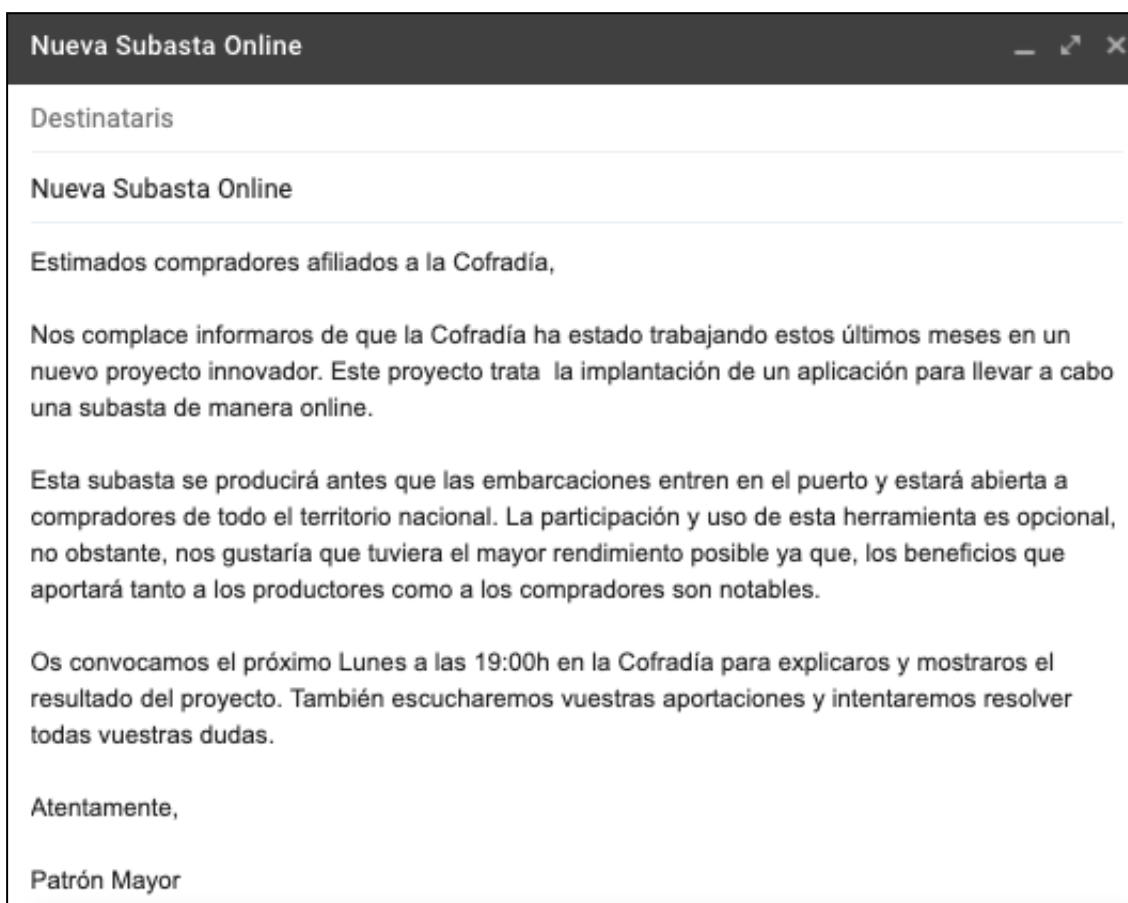 Nueva Subasta Online
Destinataris
Nueva Subasta Online
Estimados compradores afiliados a la Cofradía,
Nos complace informaros de que la Cofradía ha estado trabajando estos últimos meses en un
nuevo proyecto innovador. Este proyecto trata  la implantación de un aplicación para llevar a cabo
una subasta de manera online.
Esta subasta se producirá antes que las embarcaciones entren en el puerto y estará abierta a
compradores de todo el territorio nacional. La participación y uso de esta herramienta es opcional,
no obstante, nos gustaría que tuviera el mayor rendimiento posible ya que, los beneficios que
aportará tanto a los productores como a los compradores son notables.
Os convocamos el próximo Lunes a las 19:00h en la Cofradía para explicaros y mostraros el
resultado del proyecto. También escucharemos vuestras aportaciones y intentaremos resolver
todas vuestras dudas.
Atentamente,
Patrón Mayor